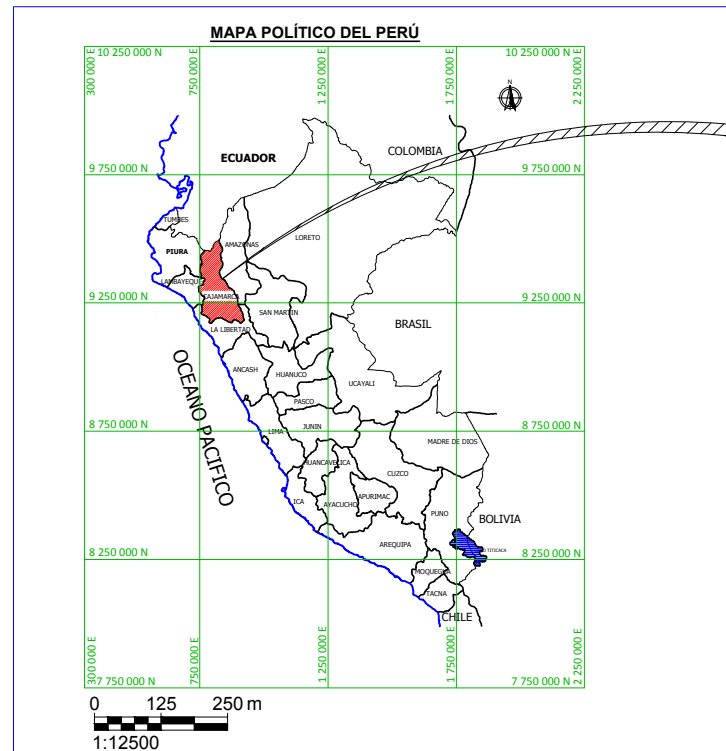 MAPA POLÍTICO DEL PERÚ
10 250 000 N
10 250 000 N
300 000 E
750 000 E
1 250 000 E
1 750 000 E
2 250 000 E
N
ECUADOR
COLOMBIA
9 750 000 N
9 750 000 N
TUMBES
PIURA
AMAZONAS
LORETO
LAMBAYEQUE
CAJAMARCA
9 250 000 N
9 250 000 N
SAN MARTIN
BRASIL
LA LIBERTAD
ANCASH
HUANUCO
UCAYALI
PASCO
OCEANO PACIFICO
LIMA
JUNIN
8 750 000 N
8 750 000 N
MADRE DE DIOS
HUANCAVELICA
CUZCO
ICA
AYACUCHO
APURIMAC
PUNO
BOLIVIA
AREQUIPA
TITICACA
8 250 000 N
8 250 000 N
MOQUEGUA
TACNA
CHILE
300 000 E
750 000 E
1 250 000 E
1 750 000 E
2 250 000 E
7 750 000 N
7 750 000 N
0 125 250 m
1:12500